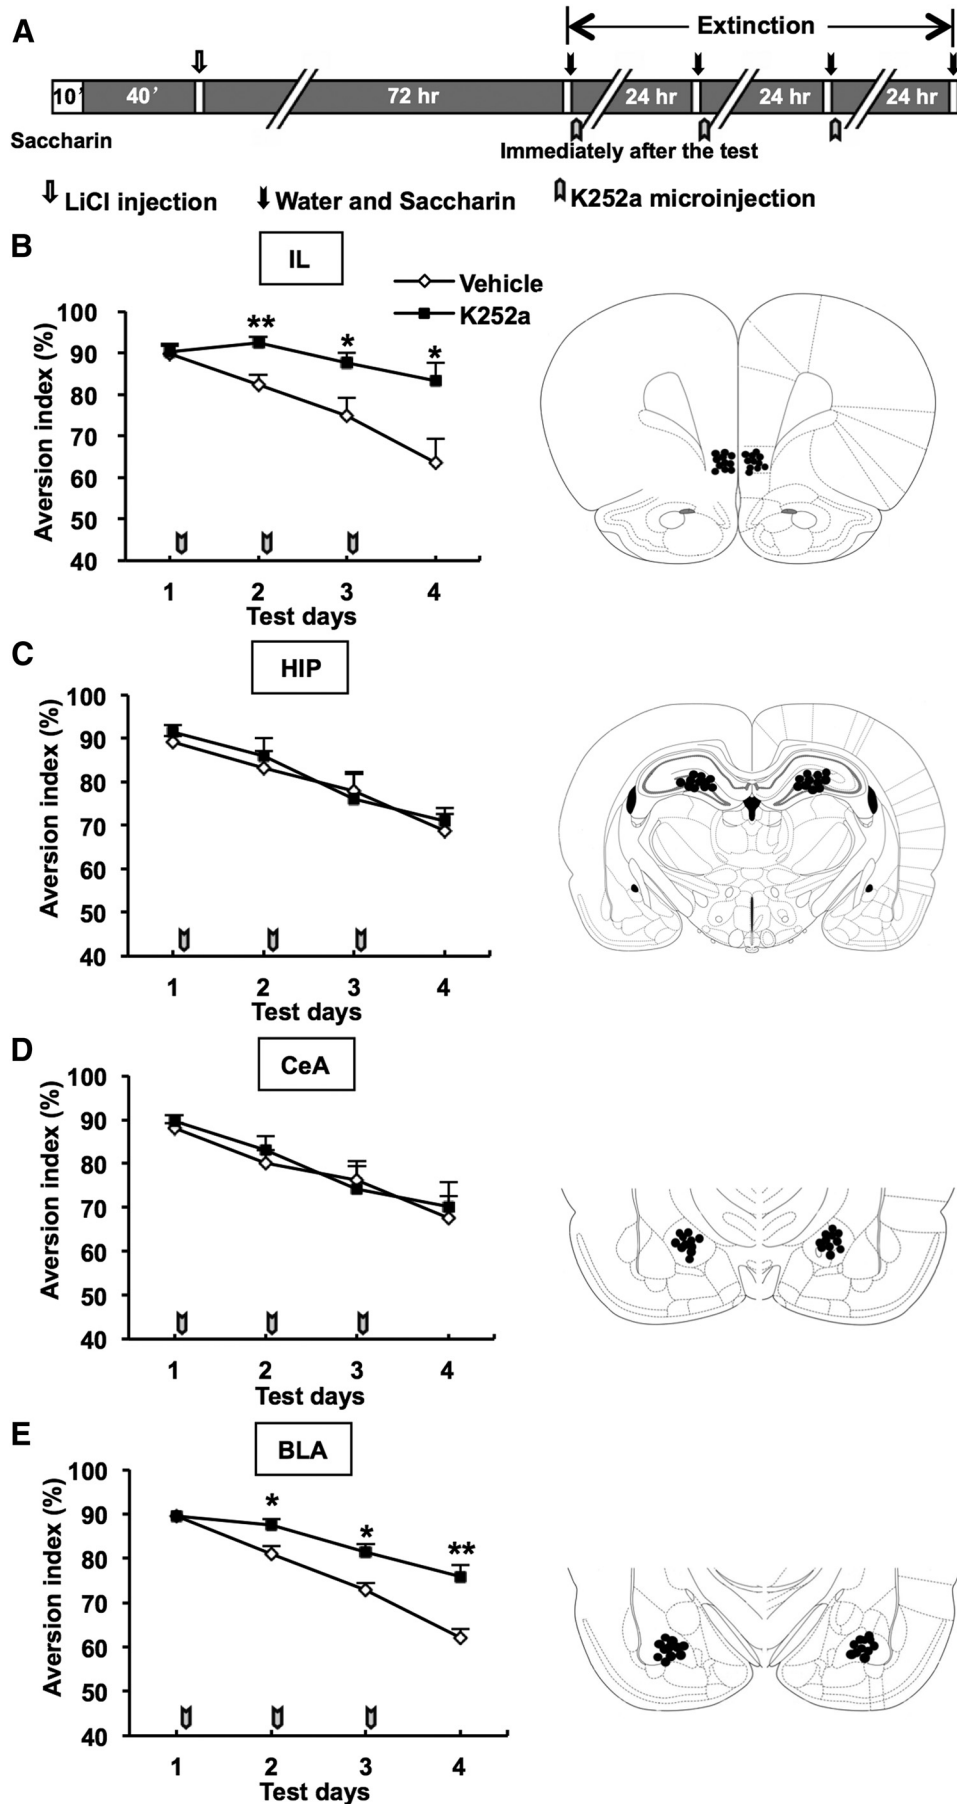 A
Extinction
10’ 40’ 72 hr 24 hr 24 hr 24 hr
Saccharin
Immediately after the test
LiCl injection Water and Saccharin K252a microinjection
B
IL
Vehicle
K252a
Aversion index (%)
100
90
80
70
60
50
40
** * *
1 2 3 4
Test days
C
HIP
Aversion index (%)
100
90
80
70
60
50
40
1 2 3 4
Test days
D
CeA
Aversion index (%)
100
90
80
70
60
50
40
1 2 3 4
Test days
E
BLA
Aversion index (%)
100
90
80
70
60
50
40
* * **
1 2 3 4
Test days